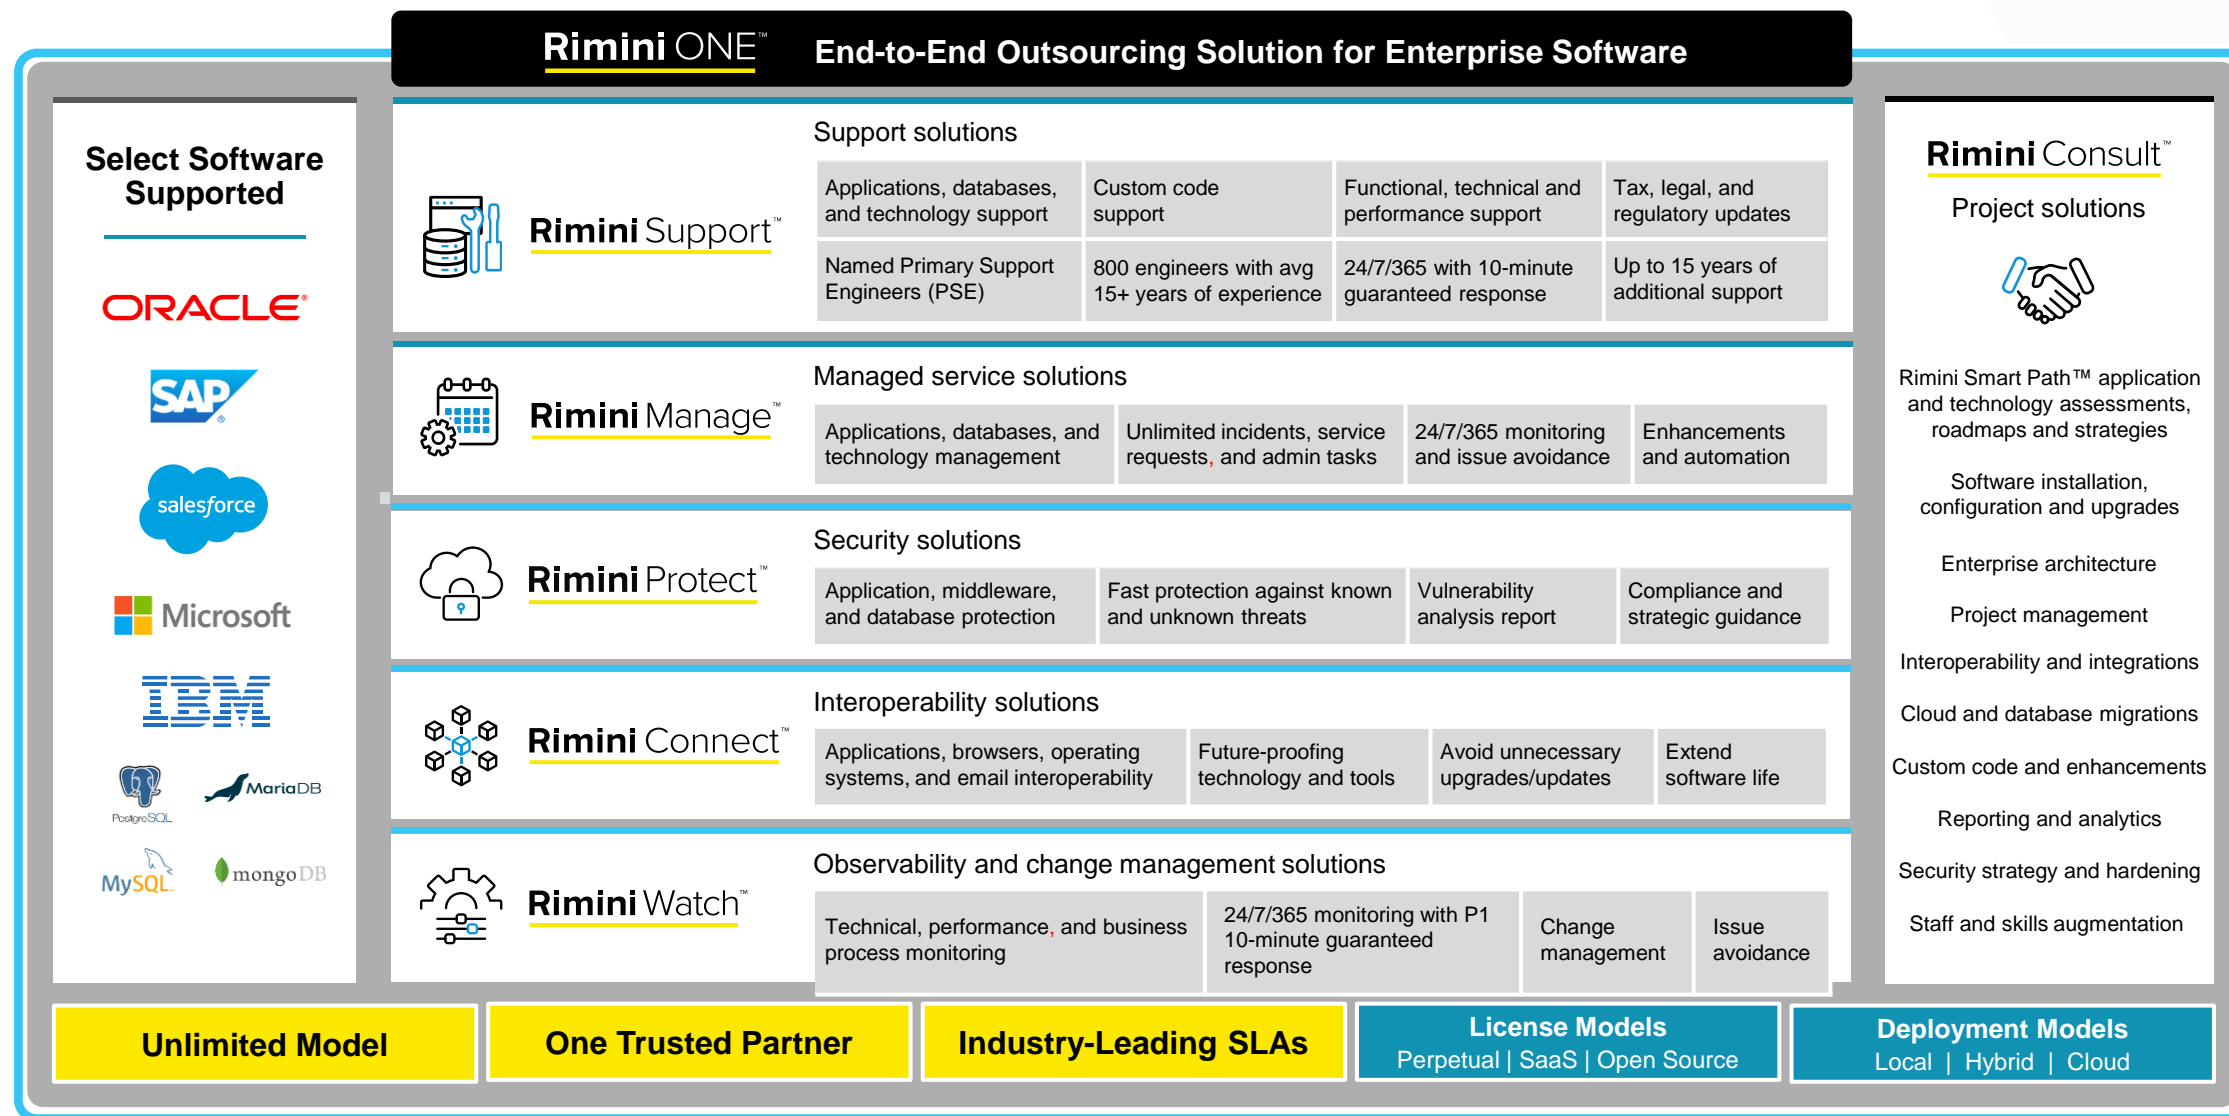 Rimini ONE™ End-to-End Outsourcing Solution for Enterprise Software
Select Software
Supported
ORACLE®
SAP®
salesforce
Microsoft
IBM
PostgreSQL
MariaDB
MySQL™
mongoDB
Rimini Support™
Support solutions
Applications, databases,
and technology support
Custom code
support
Functional, technical and
performance support
Tax, legal, and
regulatory updates
Named Primary Support
Engineers (PSE)
800 engineers with avg
15+ years of experience
24/7/365 with 10-minute
guaranteed response
Up to 15 years of
additional support
Rimini Manage™
Managed service solutions
Applications, databases, and
technology management
Unlimited incidents, service
requests, and admin tasks
24/7/365 monitoring
and issue avoidance
Enhancements
and automation
Rimini Protect™
Security solutions
Application, middleware,
and database protection
Fast protection against known
and unknown threats
Vulnerability
analysis report
Compliance and
strategic guidance
Rimini Connect™
Interoperability solutions
Applications, browsers, operating
systems, and email interoperability
Future-proofing
technology and tools
Avoid unnecessary
upgrades/updates
Extend
software life
Rimini Watch™
Observability and change management solutions
Technical, performance, and business
process monitoring
24/7/365 monitoring with P1
10-minute guaranteed
response
Change
management
Issue
avoidance
Rimini Consult™
Project solutions
Rimini Smart Path™ application
and technology assessments,
roadmaps and strategies
Software installation,
configuration and upgrades
Enterprise architecture
Project management
Interoperability and integrations
Cloud and database migrations
Custom code and enhancements
Reporting and analytics
Security strategy and hardening
Staff and skills augmentation
Unlimited Model
One Trusted Partner
Industry-Leading SLAs
License Models
Perpetual | SaaS | Open Source
Deployment Models
Local | Hybrid | Cloud